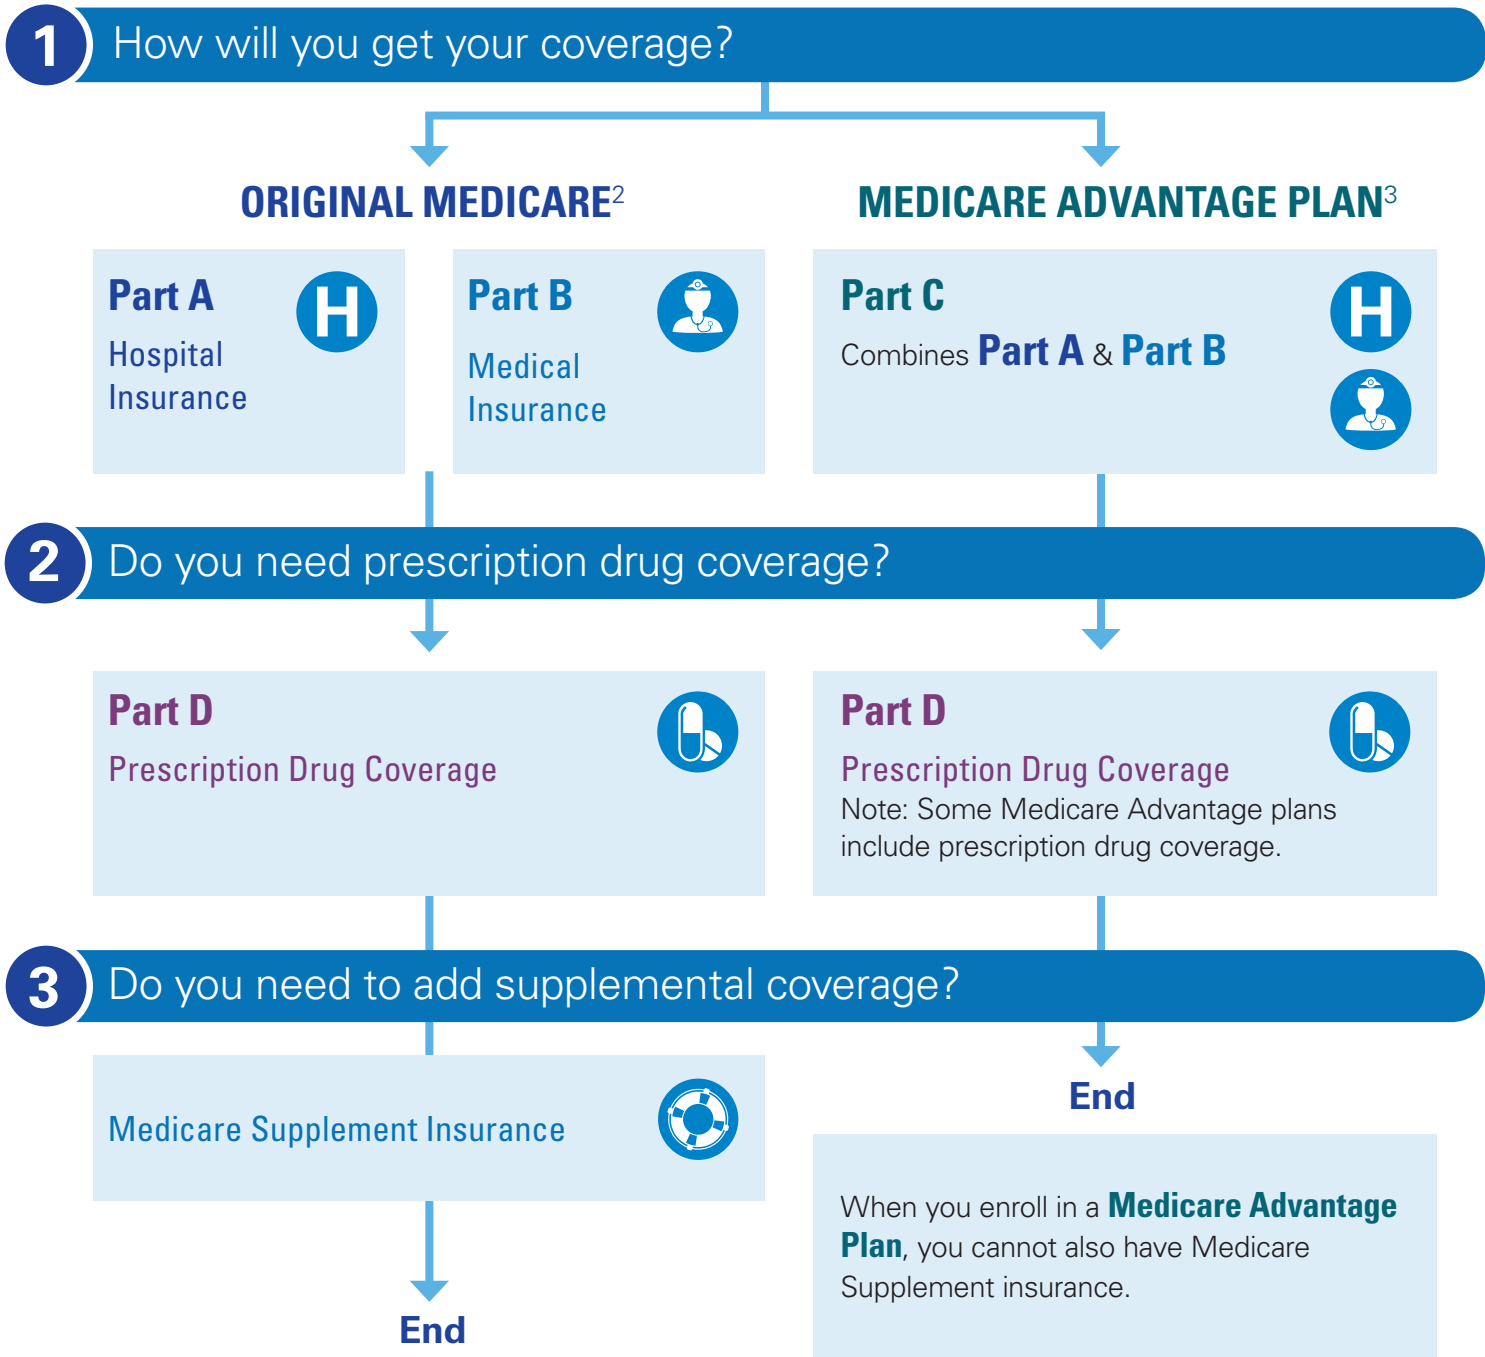 1 How will you get your coverage?
ORIGINAL MEDICARE2
MEDICARE ADVANTAGE PLAN3
Part A
H
Hospital
Insurance
Part B
Medical
Insurance
Part C
H
Combines Part A & Part B
2 Do you need prescription drug coverage?
Part D
Prescription Drug Coverage
Part D
Prescription Drug Coverage
Note: Some Medicare Advantage plans
include prescription drug coverage.
3 Do you need to add supplemental coverage?
Medicare Supplement Insurance
End
End
When you enroll in a Medicare Advantage
Plan, you cannot also have Medicare
Supplement insurance.